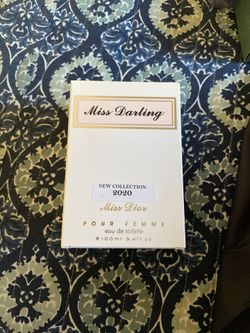 Miss Darling
NEW COLLECTION
2020
Miss Dior
POUR FEMME
eau de toilette
e 100ml 3.4fl.oz